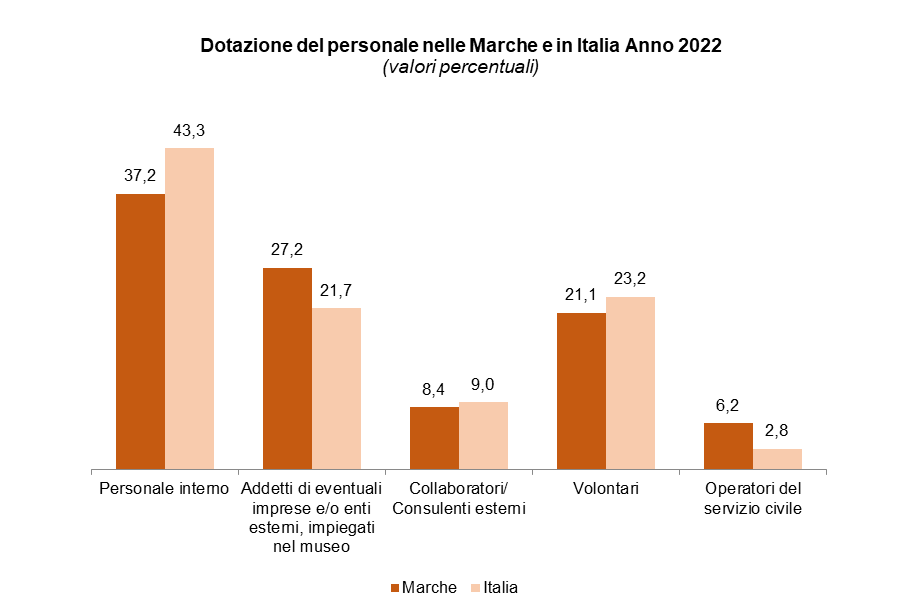 Dotazione del personale nelle Marche e in Italia Anno 2022
(valori percentuali)
43,3
37,2
27,2
21,7
8,4
9,0
21,1
23,2
6,2
2,8
Personale interno
Addetti di eventuali
imprese e/o enti
esterni, impiegati
nel museo
Collaboratori/
Consulenti esterni
Volontari
Operatori del
servizio civile
Marche
Italia